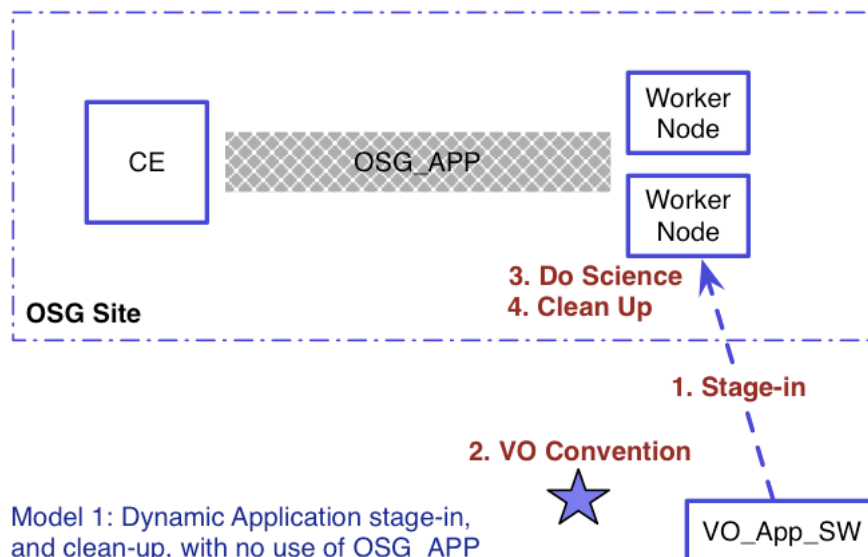 Worker
Node
CE
OSG_APP
Worker
Node
3. Do Science
4. Clean Up
OSG Site
1. Stage-in
2. VO Convention
Model 1: Dynamic Application stage-in,
and clean-up, with no use of OSG_APP
VO_App_SW